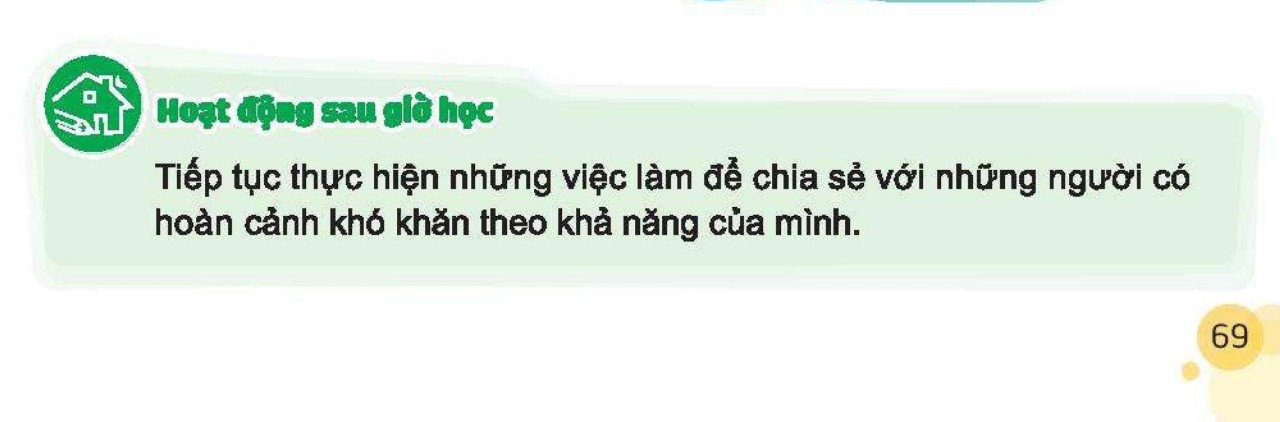 Hoạt động sau giờ học
Tiếp tục thực hiện những việc làm để chia sẻ với những người có
hoàn cảnh khó khăn theo khả năng của mình.
69